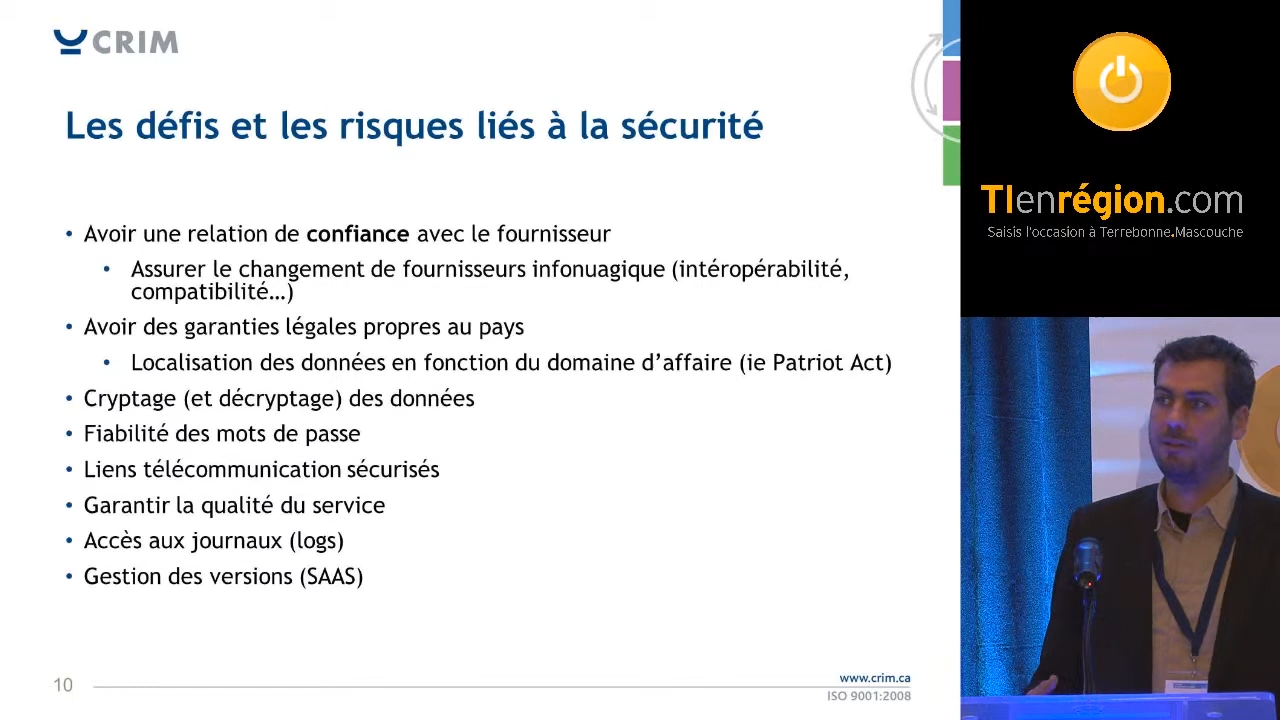 CRIM
Les défis et les risques liés à la sécurité
• Avoir une relation de confiance avec le fournisseur
• Assurer le changement de fournisseurs infonuagique (intéropérabilité,
compatibilité…)
• Avoir des garanties légales propres au pays
• Localisation des données en fonction du domaine d’affaire (ie Patriot Act)
• Cryptage (et décryptage) des données
• Fiabilité des mots de passe
• Liens télécommunication sécurisés
• Garantir la qualité du service
• Accès aux journaux (logs)
• Gestion des versions (SAAS)
10
www.crim.ca
ISO 9001:2008
TIenrégion.com
Saisis l'occasion à Terrebonne.Mascouche